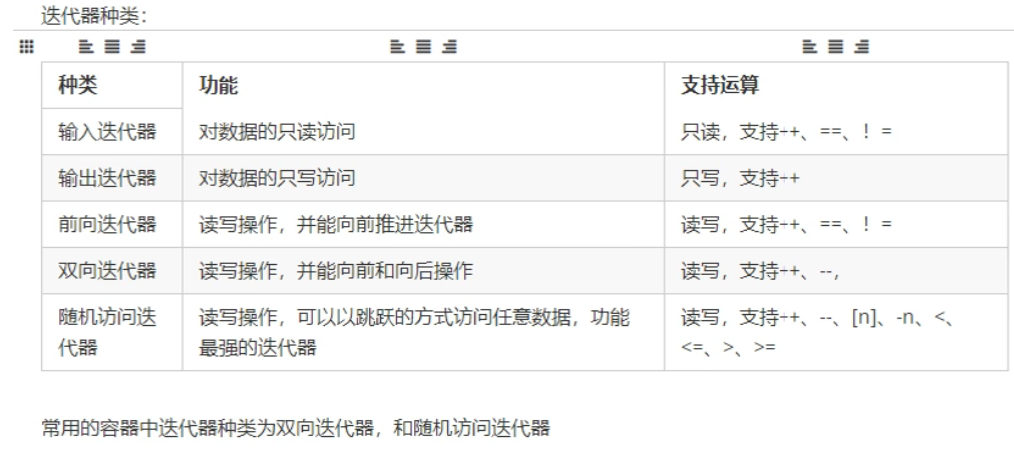 迭代器种类：
种类 功能 支持运算
输入迭代器 对数据的只读访问 只读，支持++、==、！=
输出迭代器 对数据的只写访问 只写，支持++
前向迭代器 读写操作，并能向前推进迭代器 读写，支持++、==、！=
双向迭代器 读写操作，并能向前和向后操作 读写，支持++、--，
随机访问迭 读写操作，可以以跳跃的方式访问任意数据，功能 读写，支持++、--、[n]、-n、<、
代器 最强的迭代器 <=、>、>=
常用的容器中迭代器种类为双向迭代器，和随机访问迭代器